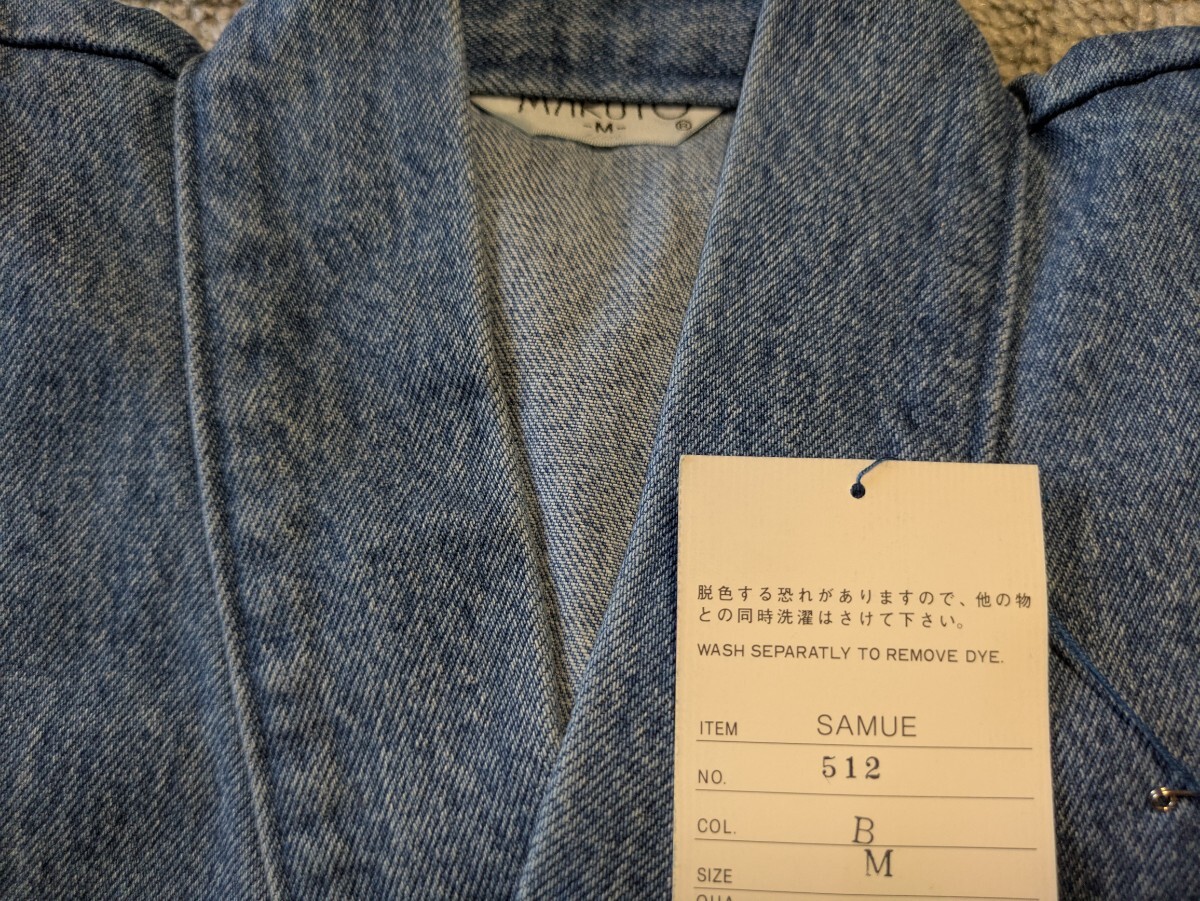 MAKUTO
-M- ®
脱色する恐れがありますので、他の物
との同時洗濯はさけて下さい。
WASH SEPARATLY TO REMOVE DYE.
ITEM SAMUE
NO. 512
COL. B
SIZE M
QUA.